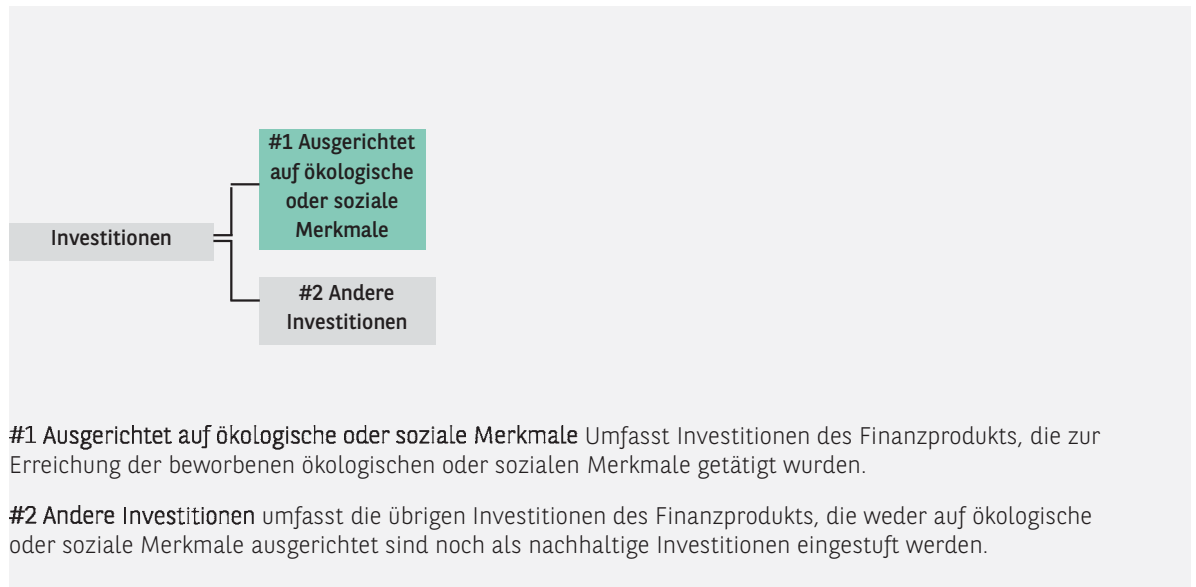 #1 Ausgerichtet
auf ökologische
oder soziale
Merkmale
Investitionen
#2 Andere
Investitionen
#1 Ausgerichtet auf ökologische oder soziale Merkmale Umfasst Investitionen des Finanzprodukts, die zur
Erreichung der beworbenen ökologischen oder sozialen Merkmale getätigt wurden.
#2 Andere Investitionen umfasst die übrigen Investitionen des Finanzprodukts, die weder auf ökologische
oder soziale Merkmale ausgerichtet sind noch als nachhaltige Investitionen eingestuft werden.